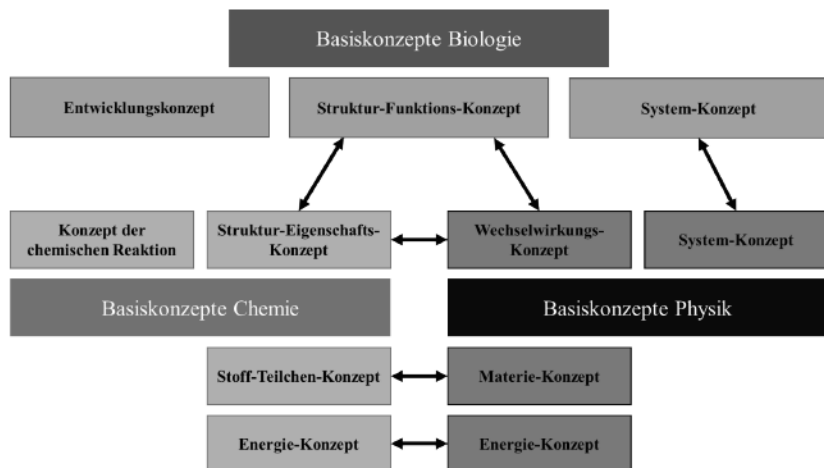 Basiskonzepte Biologie
Entwicklungskonzept
Struktur-Funktions-Konzept
System-Konzept
Konzept der
chemischen Reaktion
Struktur-Eigenschafts-
Konzept
Wechselwirkungs-
Konzept
System-Konzept
Basiskonzepte Chemie
Basiskonzepte Physik
Stoff-Teilchen-Konzept
Materie-Konzept
Energie-Konzept
Energie-Konzept